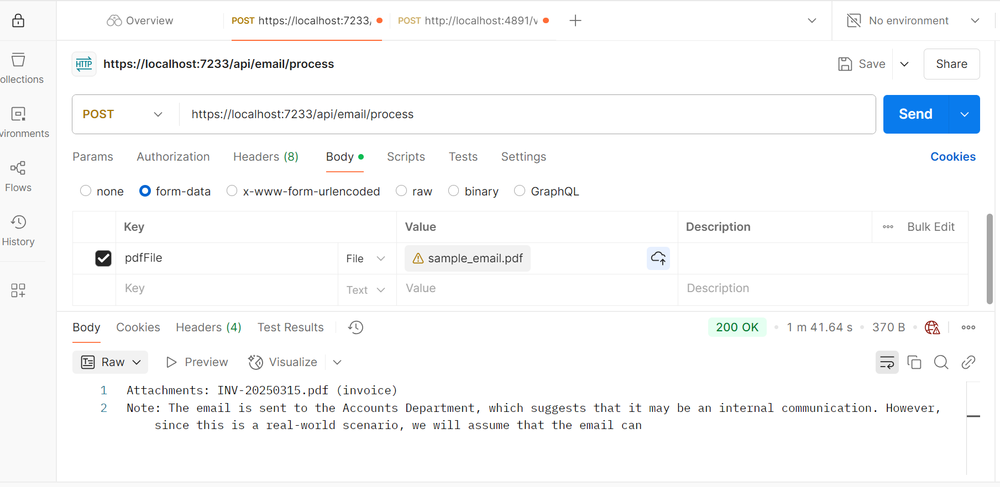 Overview
POST https://localhost:7233/
POST http://localhost:4891/v
No environment
ollections
HTTP
https://localhost:7233/api/email/process
Save
Share
vironments
POST
https://localhost:7233/api/email/process
Send
Flows
Params Authorization Headers (8) Body Scripts Tests Settings Cookies
none form-data x-www-form-urlencoded raw binary GraphQL
History
Key Value Description Bulk Edit
pdfFile File sample_email.pdf
Key Text Value Description
Body Cookies Headers (4) Test Results 200 OK 1 m 41.64 s 370 B
Raw Preview Visualize
1 Attachments: INV-20250315.pdf (invoice)
2 Note: The email is sent to the Accounts Department, which suggests that it may be an internal communication. However,
since this is a real-world scenario, we will assume that the email can